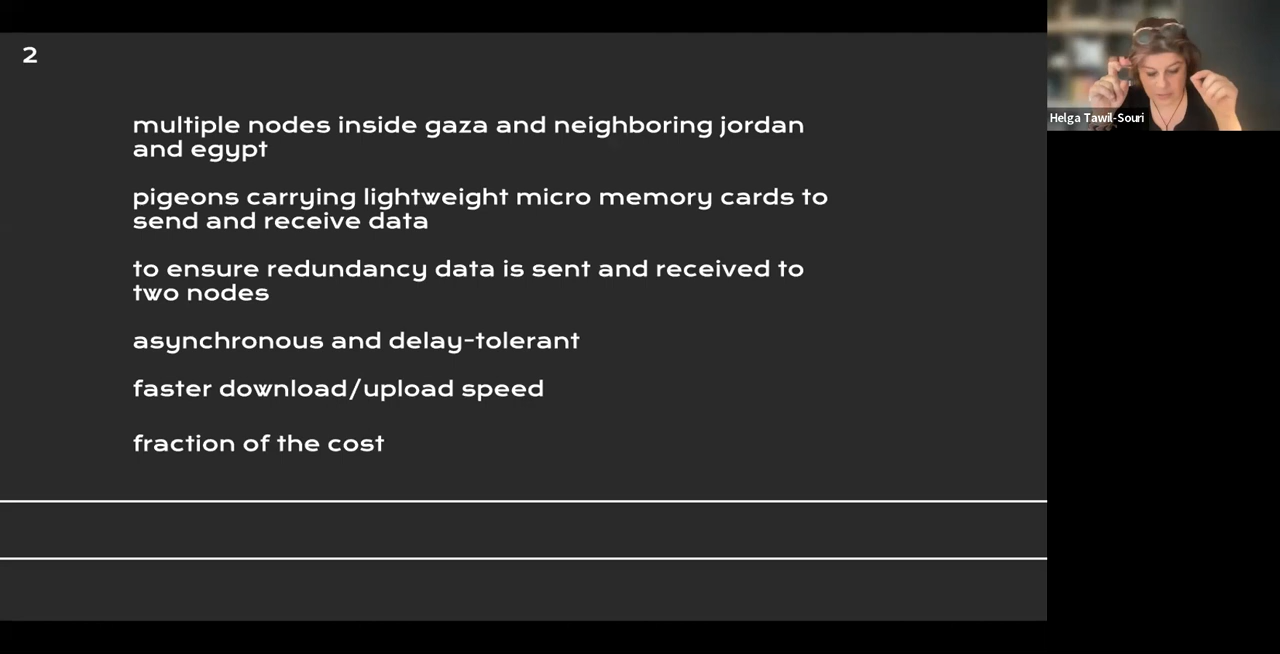 2
multiple nodes inside gaza and neighboring jordan
and egypt
pigeons carrying lightweight micro memory cards to
send and receive data
to ensure redundancy data is sent and received to
two nodes
asynchronous and delay-tolerant
faster download/upload speed
fraction of the cost
Helga Tawil-Souri